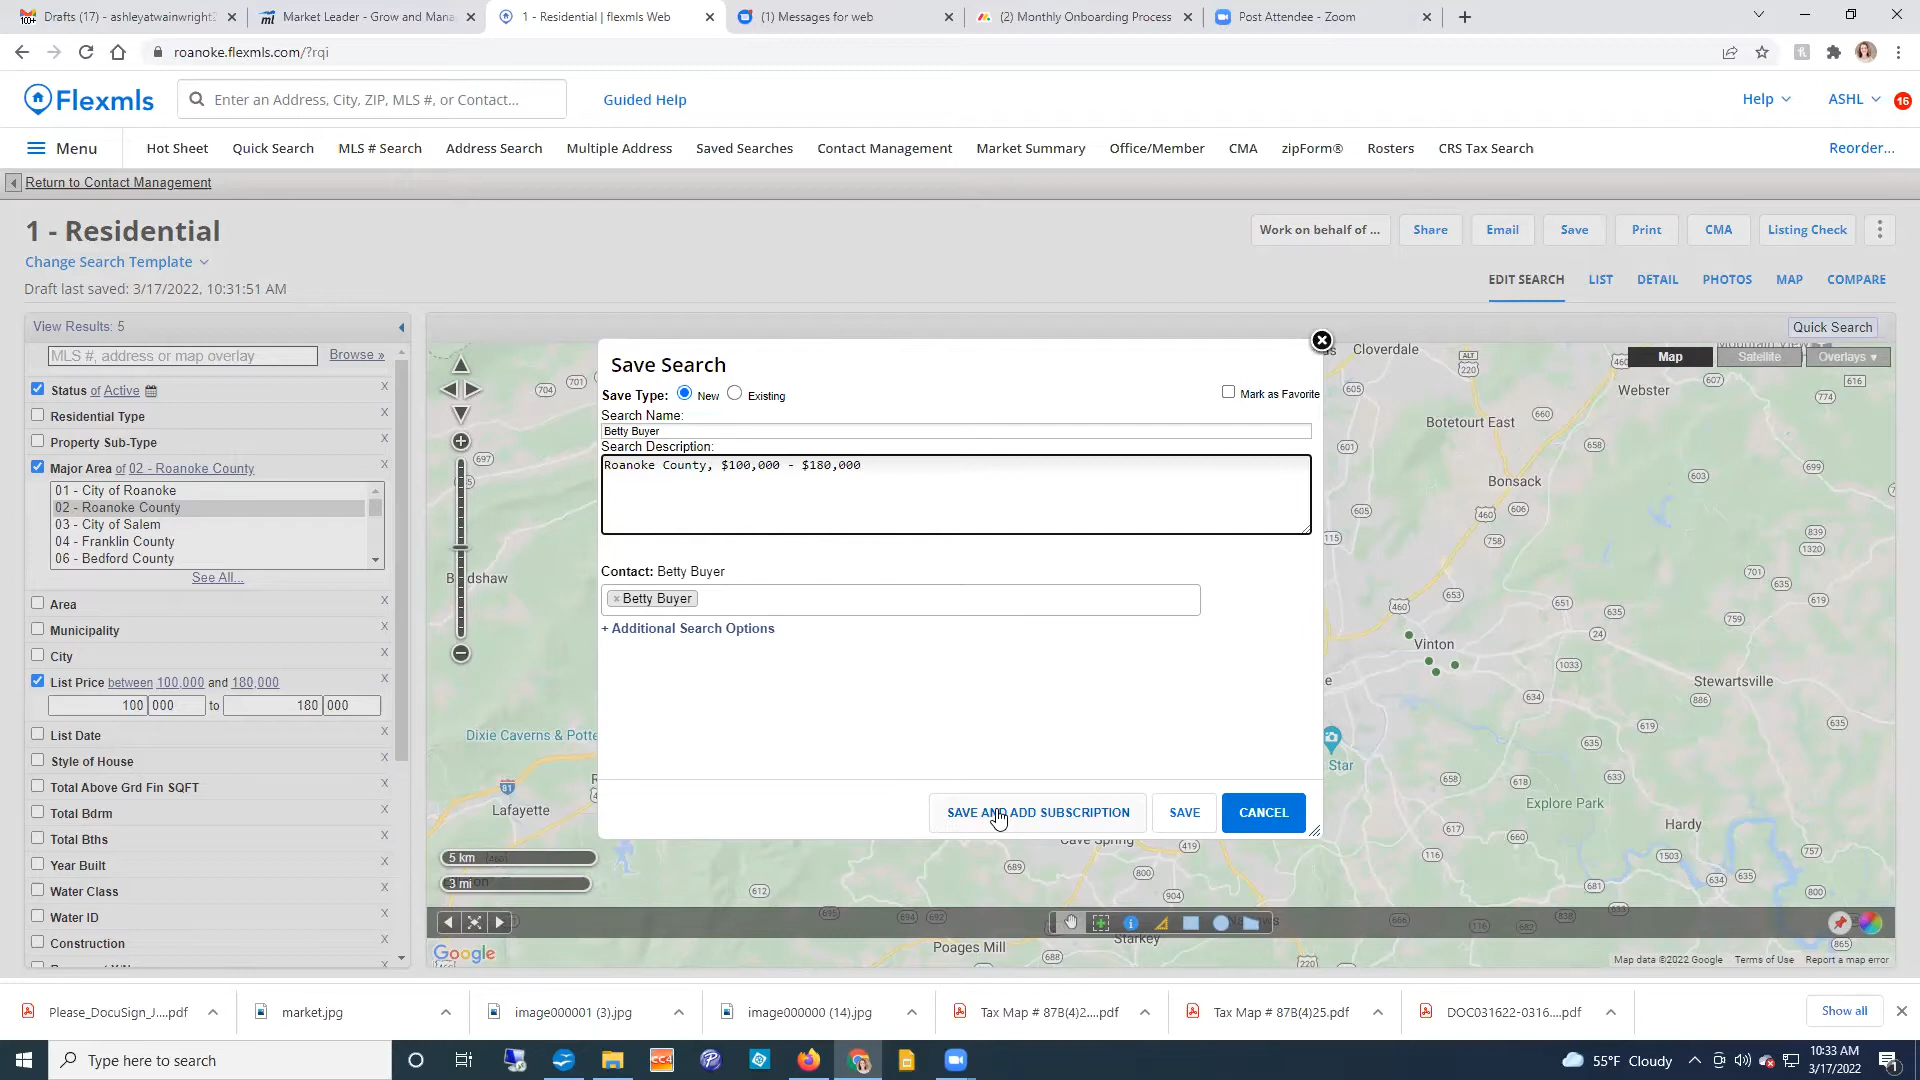 Drafts (17) - ashleyatwainwright
Market Leader - Grow and Mana
1 - Residential | flexmls Web
(1) Messages for web
(2) Monthly Onboarding Process
Post Attendee - Zoom
roanoke.flexmls.com/?rqi
Flexmls
Enter an Address, City, ZIP, MLS #, or Contact...
Guided Help
Help
ASHL
16
Menu
Hot Sheet
Quick Search
MLS # Search
Address Search
Multiple Address
Saved Searches
Contact Management
Market Summary
Office/Member
CMA
zipForm®
Rosters
CRS Tax Search
Reorder...
Return to Contact Management
1 - Residential
Work on behalf of ...
Share
Email
Save
Print
CMA
Listing Check
Change Search Template
Draft last saved: 3/17/2022, 10:31:51 AM
EDIT SEARCH
LIST
DETAIL
PHOTOS
MAP
COMPARE
View Results: 5
MLS #, address or map overlay
Browse »
Status of Active X
Residential Type X
Property Sub-Type X
Major Area of 02 - Roanoke County X
01 - City of Roanoke
02 - Roanoke County
03 - City of Salem
04 - Franklin County
06 - Bedford County
See All...
Area X
Municipality X
City X
List Price between 100,000 and 180,000 X
100 000 to 180 000
List Date X
Style of House X
Total Above Grd Fin SQFT X
Total Bdrm X
Total Bths X
Year Built X
Water Class X
Water ID X
Construction X
Quick Search
Map
Satellite
Overlays ▾
Save Search
Save Type: New Existing
Mark as Favorite
Search Name:
Betty Buyer
Search Description:
Roanoke County, $100,000 - $180,000
Contact: Betty Buyer
× Betty Buyer
+ Additional Search Options
SAVE AND ADD SUBSCRIPTION
SAVE
CANCEL
Cloverdale
Webster
Botetourt East
Bonsack
Vinton
Stewartsville
Star
Explore Park
Hardy
Dixie Caverns & Potte
Lafayette
Cave Spring
Starkey
Poages Mill
5 km
3 mi
Google
Map data ©2022 Google
Terms of Use
Report a map error
Please_DocuSign_J....pdf
market.jpg
image000001 (3).jpg
image000000 (14).jpg
Tax Map # 87B(4)2....pdf
Tax Map # 87B(4)25.pdf
DOC031622-0316....pdf
Show all
Type here to search
55°F Cloudy
10:33 AM
3/17/2022